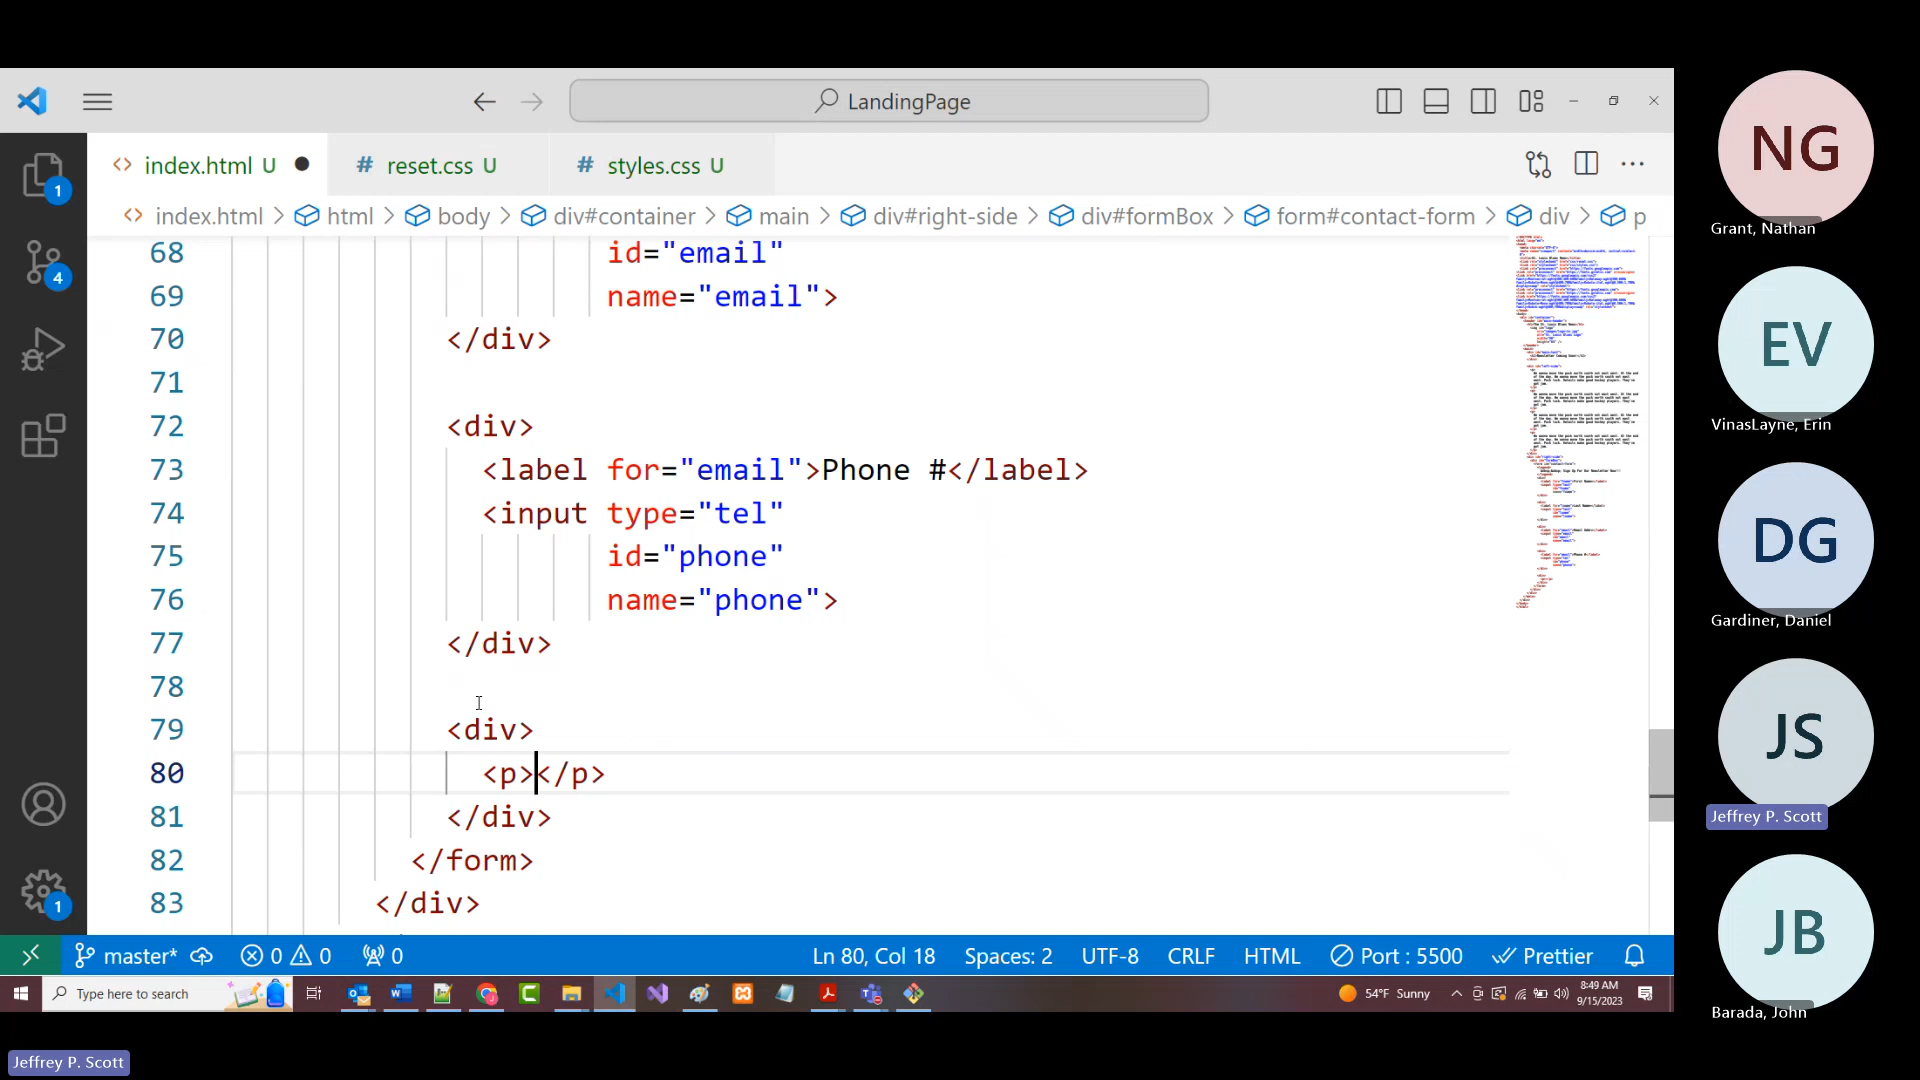 LandingPage
index.html U
# reset.css U
# styles.css U
index.html > html > body > div#container > main > div#right-side > div#formBox > form#contact-form > div > p
68 id="email"
69 name="email">
70 </div>
71
72 <div>
73 <label for="email">Phone #</label>
74 <input type="tel"
75 id="phone"
76 name="phone">
77 </div>
78
79 <div>
80 <p></p>
81 </div>
82 </form>
83 </div>
1
4
1
master* 0 0 0 Ln 80, Col 18 Spaces: 2 UTF-8 CRLF HTML Port : 5500 Prettier
Type here to search
54°F Sunny
8:49 AM
9/15/2023
Jeffrey P. Scott
NG
Grant, Nathan
EV
VinasLayne, Erin
DG
Gardiner, Daniel
JS
Jeffrey P. Scott
JB
Barada, John